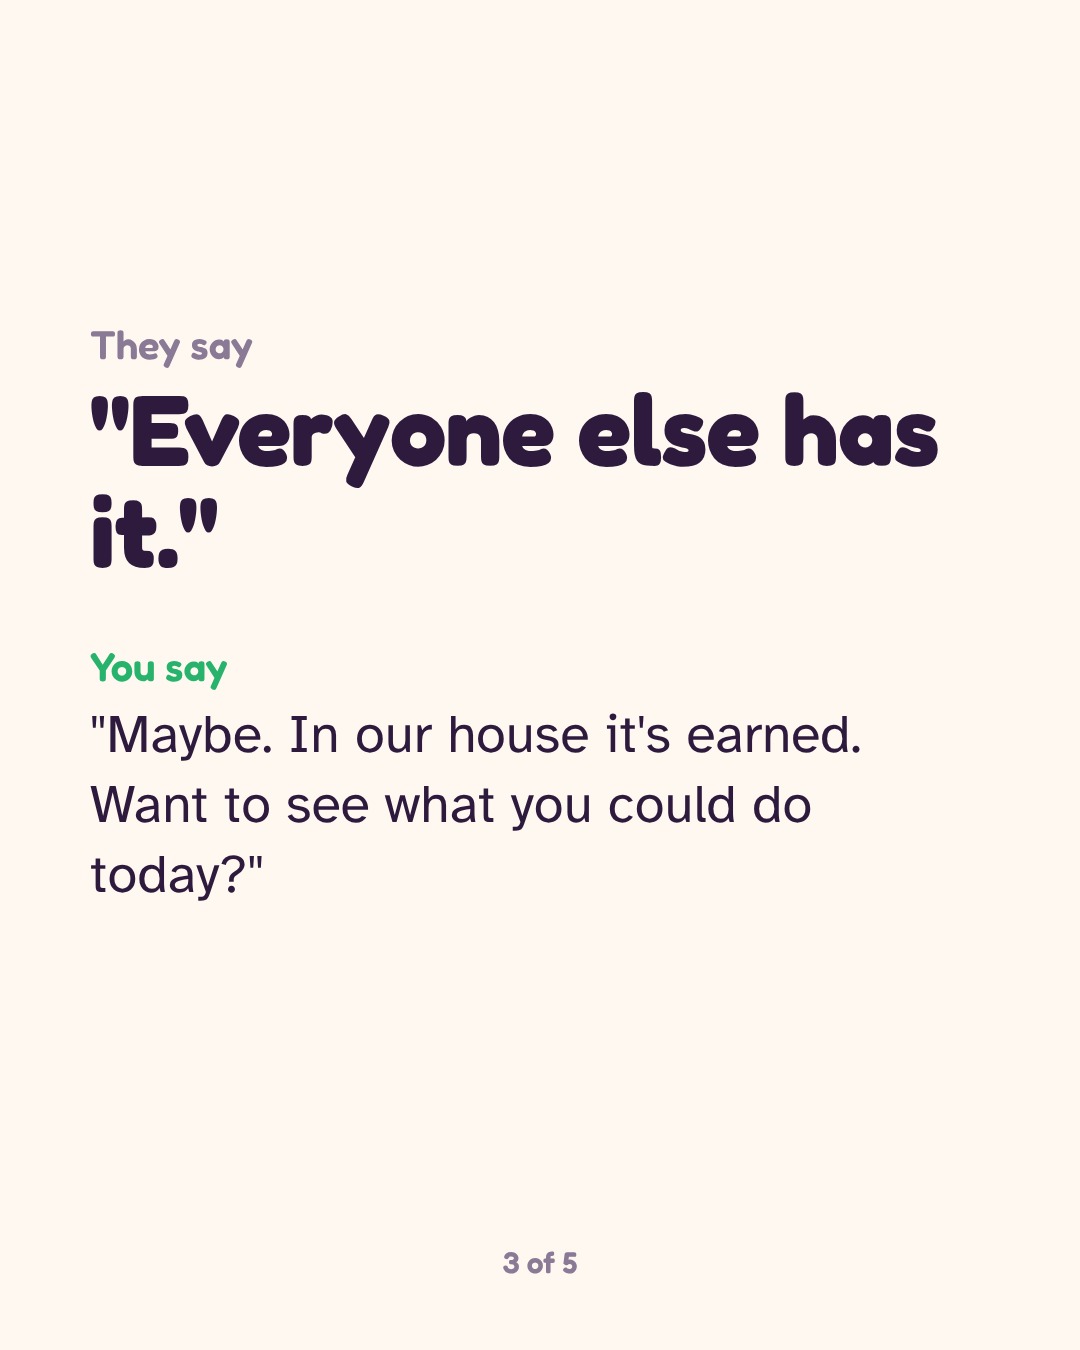 They say
"Everyone else has
it."
You say
"Maybe. In our house it's earned.
Want to see what you could do
today?"
3 of 5